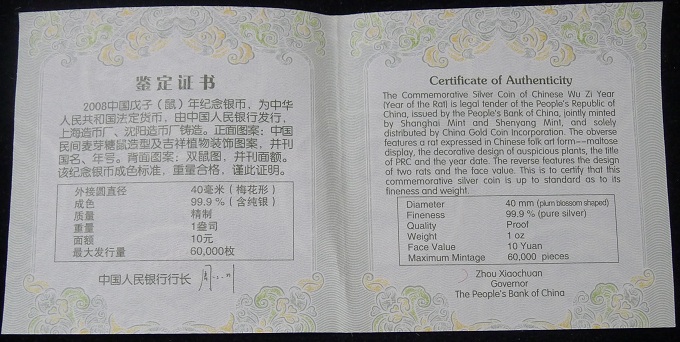 鉴定证书
2008中国戊子（鼠）年纪念银币，为中华
人民共和国法定货币，由中国人民银行发行，
上海造币厂、沈阳造币厂铸造。正面图案：中国
民间麦芽糖鼠造型及吉祥植物装饰图案，并刊
国名、年号。背面图案：双鼠图，并刊面额。
该纪念银币成色标准，重量合格，谨此证明。
外接圆直径 40毫米（梅花形）
成色 99.9％（含纯银）
质量 精制
重量 1盎司
面额 10元
最大发行量 60,000枚
中国人民银行行长
Certificate of Authenticity
The Commemorative Silver Coin of Chinese Wu Zi Year
(Year of the Rat) is legal tender of the People's Republic of
China, issued by the People's Bank of China, jointly minted
by Shanghai Mint and Shenyang Mint, and solely
distributed by China Gold Coin Incorporation. The obverse
features a rat expressed in Chinese folk art form---maltose
display, the decorative design of auspicious plants, the title
of PRC and the year date. The reverse features the design
of two rats and the face value. This is to certify that this
commemorative silver coin is up to standard as to its
fineness and weight.
Diameter 40 mm (plum blossom shaped)
Fineness 99.9 % (pure silver)
Quality Proof
Weight 1 oz
Face Value 10 Yuan
Maximum Mintage 60,000 pieces
Zhou Xiaochuan
Governor
The People's Bank of China